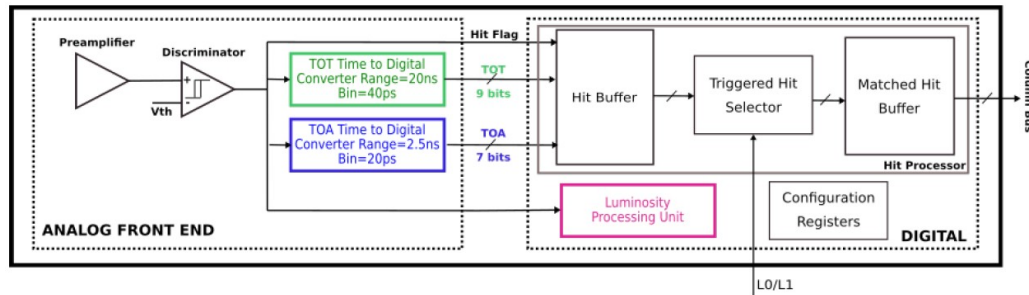 Preamplifier
Discriminator
Vth
TOT Time to Digital
Converter Range=20ns
Bin=40ps
TOA Time to Digital
Converter Range=2.5ns
Bin=20ps
ANALOG FRONT END
Hit Flag
TOT
9 bits
TOA
7 bits
Hit Buffer
Triggered Hit
Selector
Matched Hit
Buffer
Hit Processor
Luminosity
Processing Unit
Configuration
Registers
DIGITAL
L0/L1